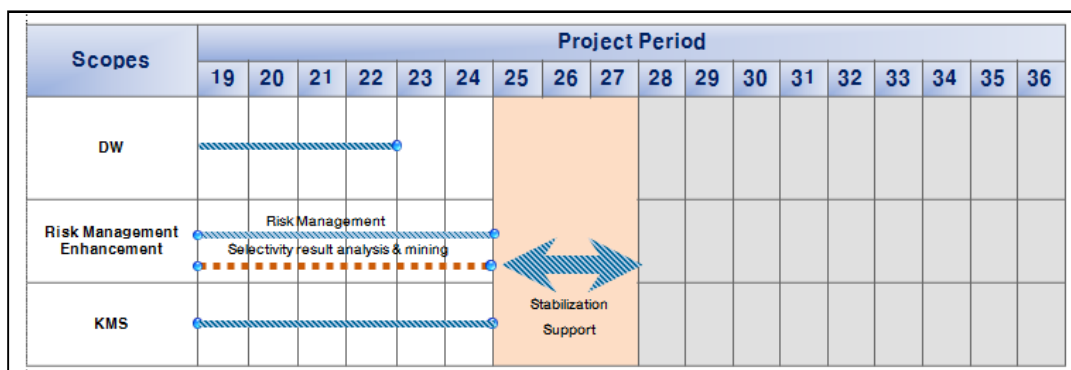 Scopes
Project Period
19 20 21 22 23 24 25 26 27 28 29 30 31 32 33 34 35 36
DW
Risk Management
Enhancement
Risk Management
Selectivity result analysis & mining
KMS
Stabilization
Support